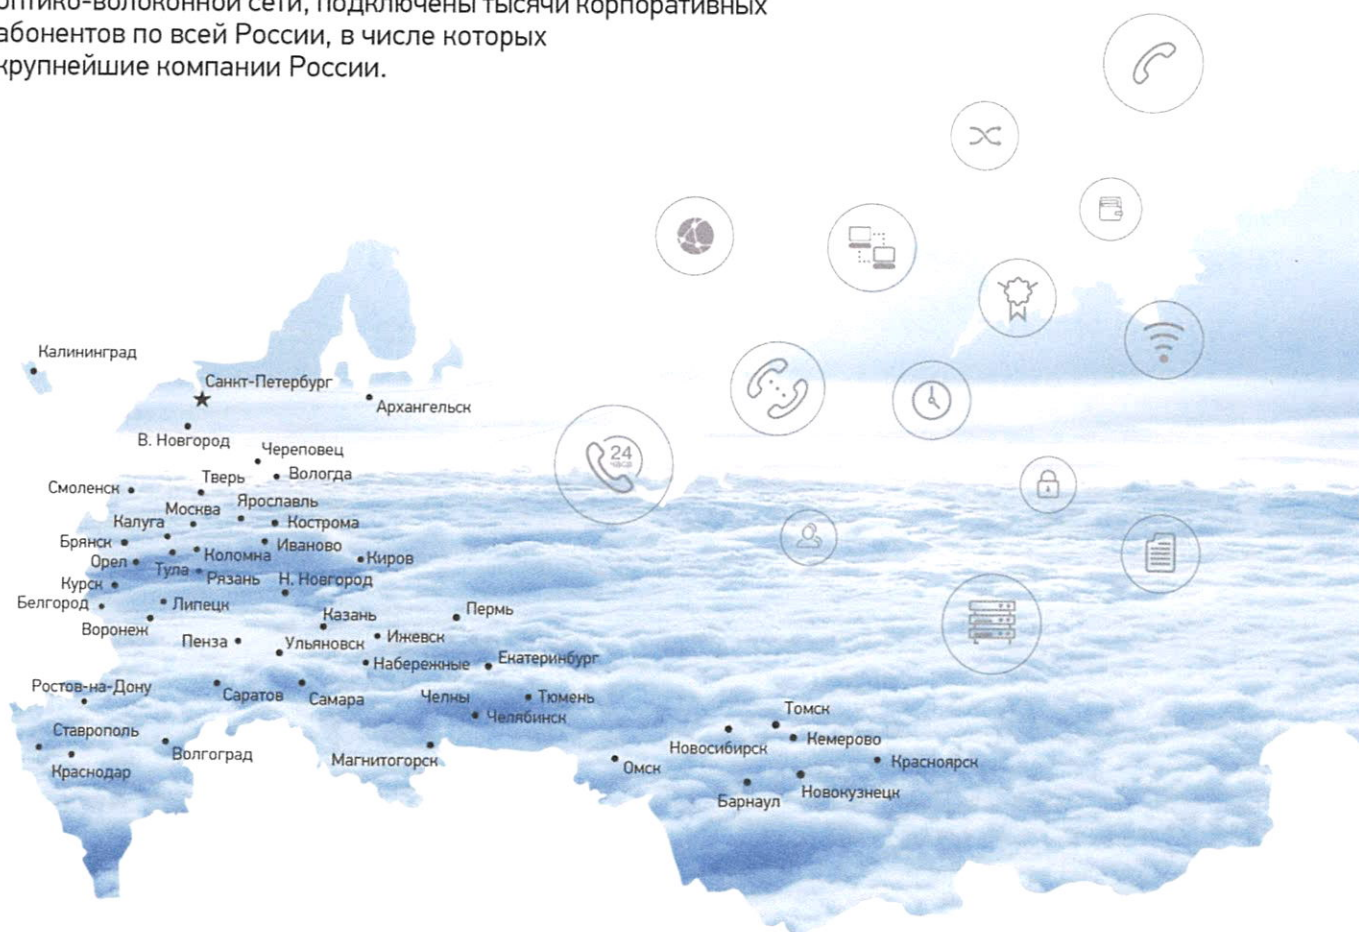 оптико-волоконной сети, подключены тысячи корпоративных
абонентов по всей России, в числе которых
крупнейшие компании России.
24
часа
Калининград
Санкт-Петербург
Архангельск
В. Новгород
Череповец
Вологда
Тверь
Смоленск
Ярославль
Москва
Калуга
Кострома
Брянск
Иваново
Коломна
Киров
Орел
Тула
Рязань
Н. Новгород
Курск
Белгород
Липецк
Казань
Пермь
Воронеж
Пенза
Ульяновск
Ижевск
Набережные
Челны
Екатеринбург
Ростов-на-Дону
Саратов
Самара
Тюмень
Челябинск
Томск
Ставрополь
Новосибирск
Кемерово
Волгоград
Магнитогорск
Омск
Красноярск
Краснодар
Барнаул
Новокузнецк